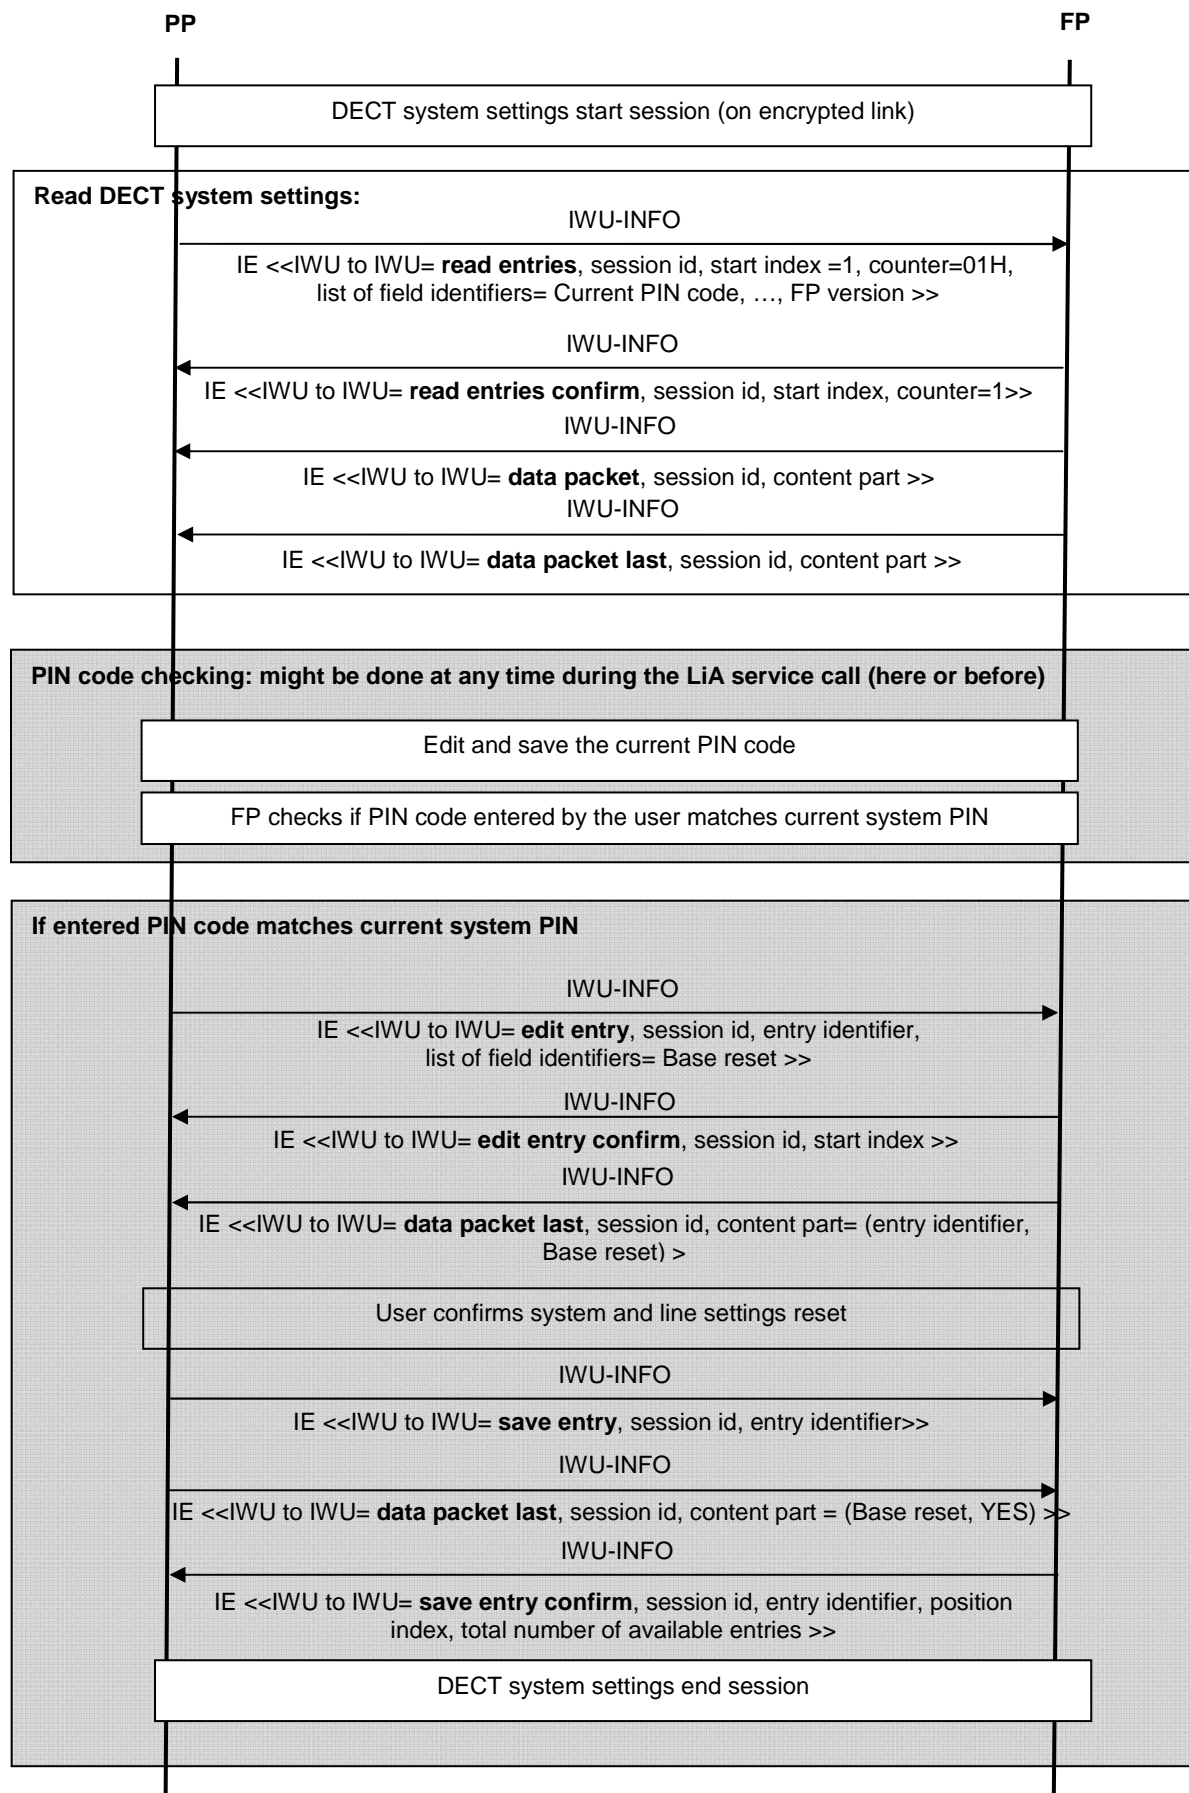 PP
FP
DECT system settings start session (on encrypted link)
Read DECT system settings:
IWU-INFO
IE <<IWU to IWU= read entries, session id, start index =1, counter=01H,
list of field identifiers= Current PIN code, …, FP version >>
IWU-INFO
IE <<IWU to IWU= read entries confirm, session id, start index, counter=1>>
IWU-INFO
IE <<IWU to IWU= data packet, session id, content part >>
IWU-INFO
IE <<IWU to IWU= data packet last, session id, content part >>
PIN code checking: might be done at any time during the LiA service call (here or before)
Edit and save the current PIN code
FP checks if PIN code entered by the user matches current system PIN
If entered PIN code matches current system PIN
IWU-INFO
IE <<IWU to IWU= edit entry, session id, entry identifier,
list of field identifiers= Base reset >>
IWU-INFO
IE <<IWU to IWU= edit entry confirm, session id, start index >>
IWU-INFO
IE <<IWU to IWU= data packet last, session id, content part= (entry identifier,
Base reset) >
User confirms system and line settings reset
IWU-INFO
IE <<IWU to IWU= save entry, session id, entry identifier>>
IWU-INFO
IE <<IWU to IWU= data packet last, session id, content part = (Base reset, YES) >>
IWU-INFO
IE <<IWU to IWU= save entry confirm, session id, entry identifier, position
index, total number of available entries >>
DECT system settings end session